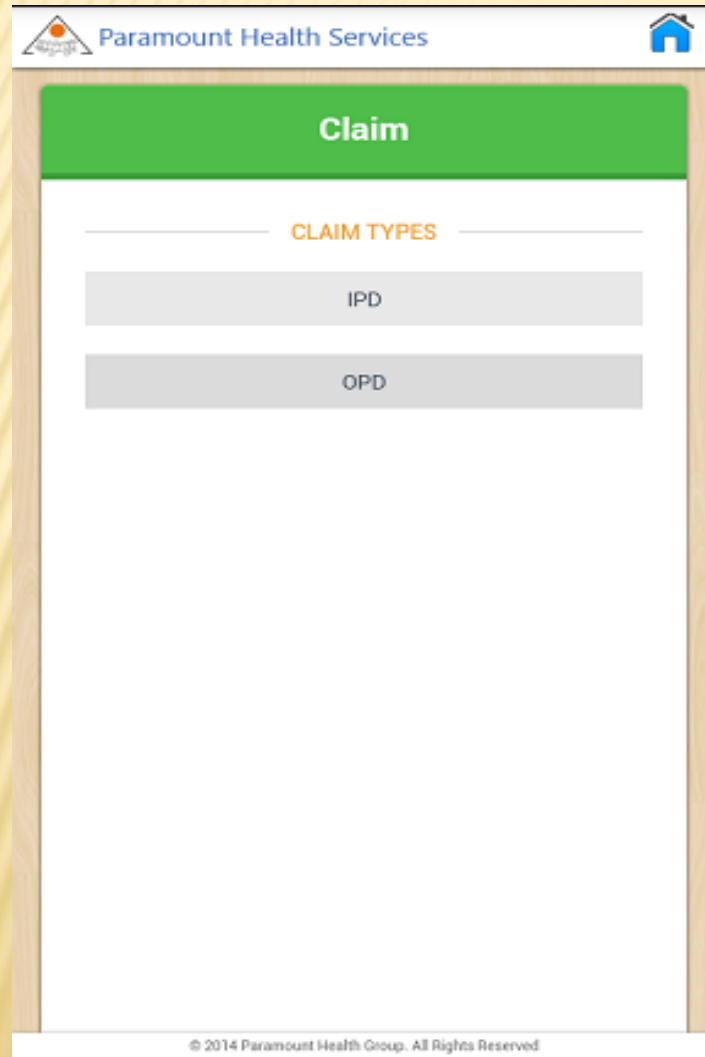 Paramount Health Services
Claim
CLAIM TYPES
IPD
OPD
© 2014 Paramount Health Group. All Rights Reserved